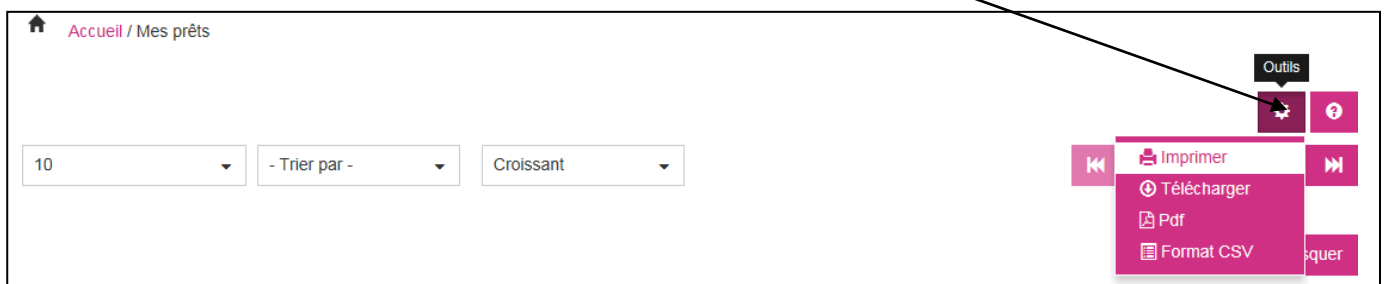 Accueil / Mes prêts
Outils
10
- Trier par -
Croissant
Imprimer
Télécharger
Pdf
Format CSV
squer